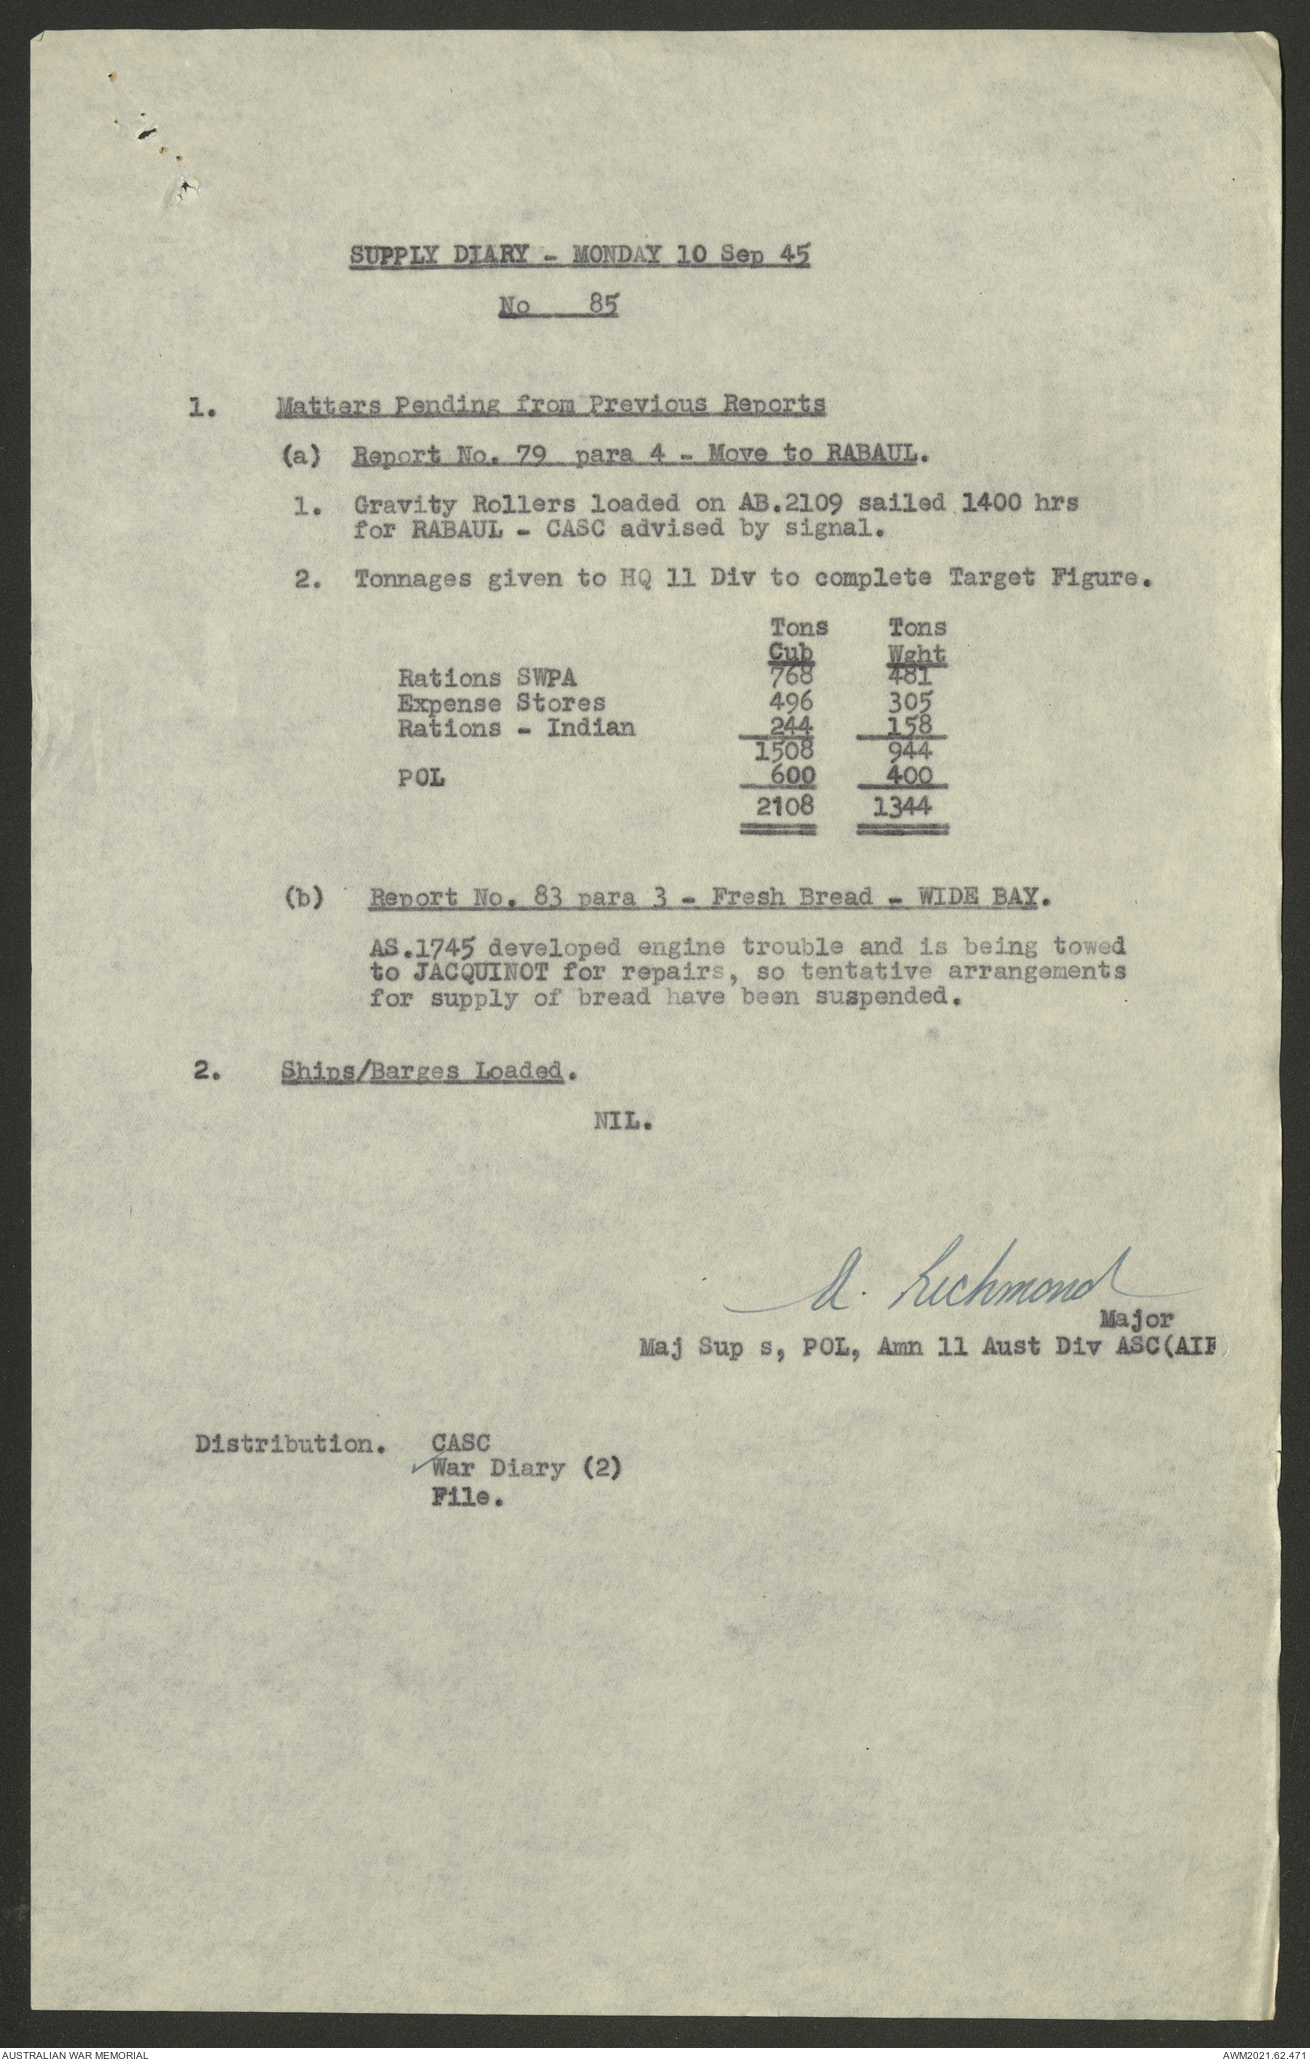 SUPPLY DIARY - MONDAY 10 Sep 45
No 85
1. Matters Pending from Previous Reports
(a) Report No. 79 para 4 - Move to RABAUL.
1. Gravity Rollers loaded on AB.2109 sailed 1400 hrs
for RABAUL - CASC advised by signal.
2. Tonnages given to HQ 11 Div to complete Target Figure.
Tons Tons
Cub Wght
Rations SWPA 768 481
Expense Stores 496 305
Rations - Indian 244 158
1508 944
POL 600 400
2108 1344
(b) Report No. 83 para 3 - Fresh Bread - WIDE BAY.
AS.1745 developed engine trouble and is being towed
to JACQUINOT for repairs, so tentative arrangements
for supply of bread have been suspended.
2. Ships/Barges Loaded.
NIL.
A. Richmond
Major
Maj Sup s, POL, Amn 11 Aust Div ASC(AIF)
Distribution. CASC
War Diary (2)
File.
AUSTRALIAN WAR MEMORIAL AWM2021.62.471